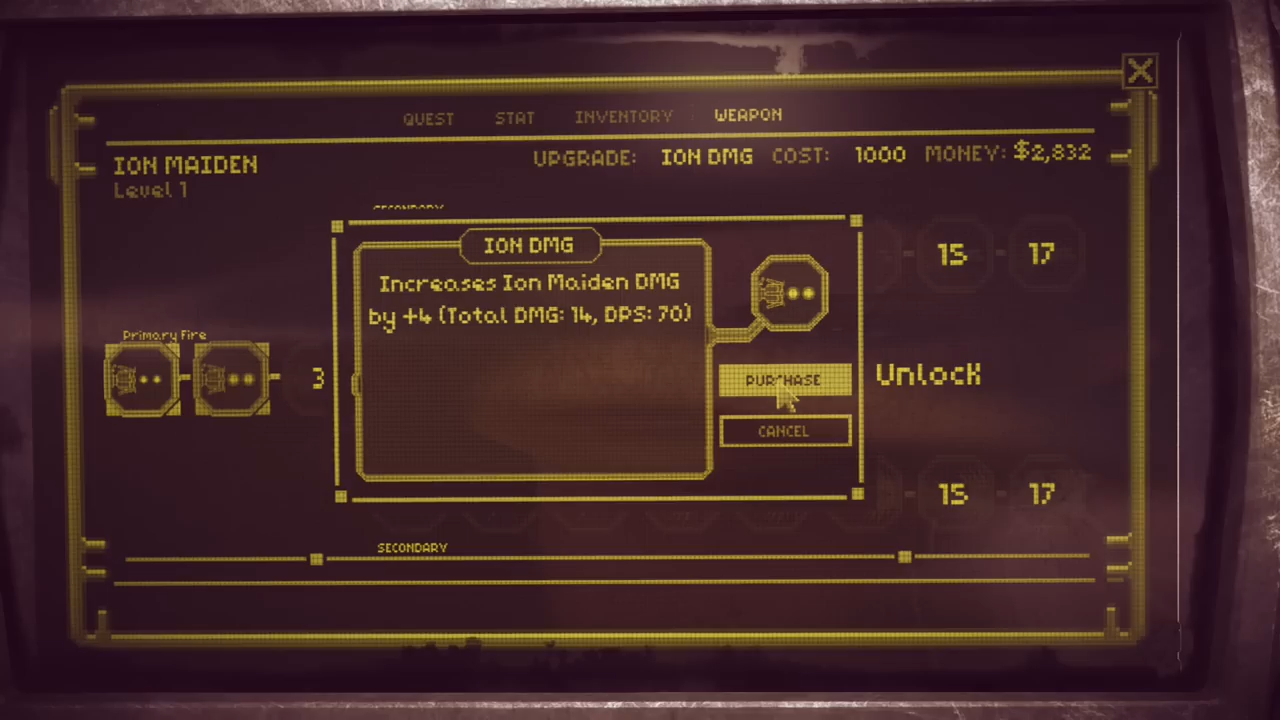 QUEST STAT INVENTORY WEAPON
ION MAIDEN
Level 1
UPGRADE: ION DMG COST: 1000 MONEY: $2,832
ION DMG
Increases Ion Maiden DMG
by +4 (Total DMG: 14, DPS: 70)
15 17
Primary Fire
3
PURCHASE
Unlock
CANCEL
15 17
SECONDARY